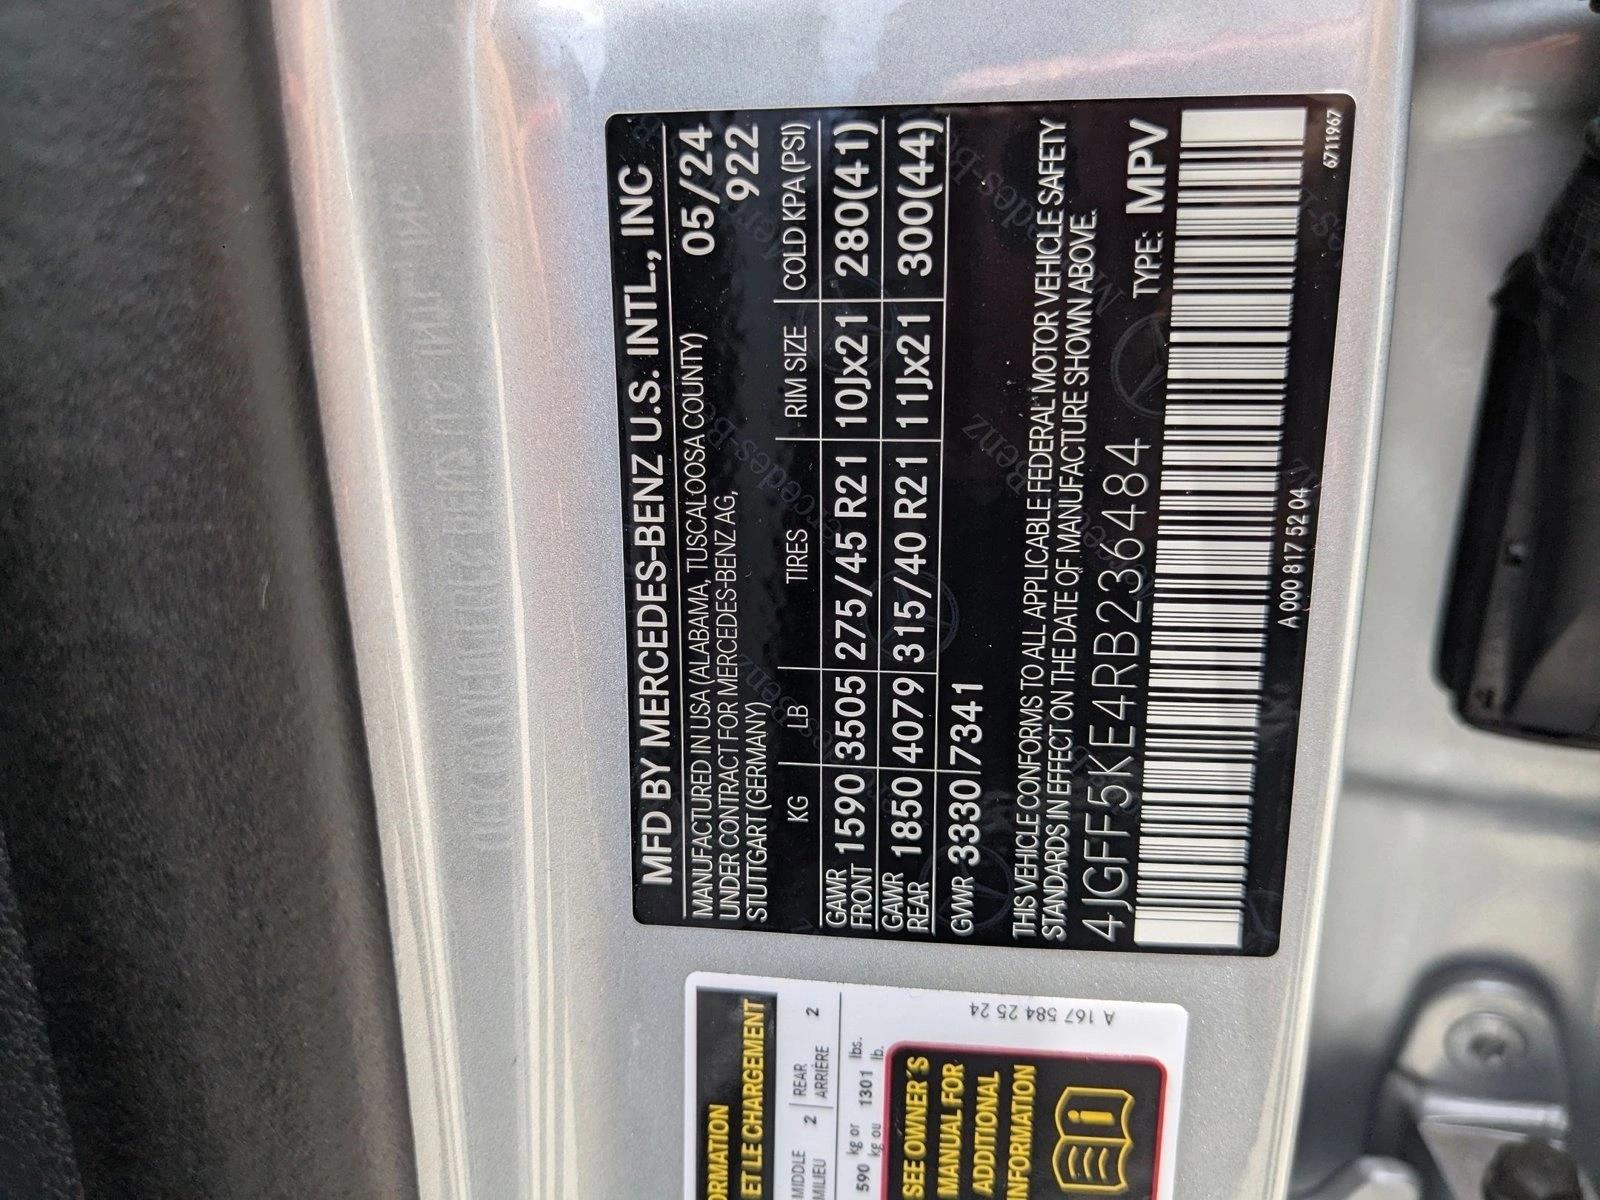 MFD BY MERCEDES-BENZ U.S. INTL., INC
MANUFACTURED IN USA (ALABAMA, TUSCALOOSA COUNTY) 05/24
UNDER CONTRACT FOR MERCEDES-BENZ AG, 922
STUTTGART (GERMANY)
KG LB TIRES RIM SIZE COLD KPA (PSI)
GAWR FRONT 1590 3505 275/45 R21 10Jx21 280(41)
GAWR REAR 1850 4079 315/40 R21 11Jx21 300(44)
GVWR 3330/7341
THIS VEHICLE CONFORMS TO ALL APPLICABLE FEDERAL MOTOR VEHICLE SAFETY
STANDARDS IN EFFECT ON THE DATE OF MANUFACTURE SHOWN ABOVE.
4JGFF5KE4RB236484 TYPE: MPV
A 000 817 52 04 6711967
ET LE CHARGEMENT
MIDDLE 2 REAR 2
MILIEU ARRIÈRE
590 kg or 1301 lbs.
kg ou lb.
SEE OWNER'S
MANUAL FOR
ADDITIONAL
INFORMATION
A 167 584 25 24